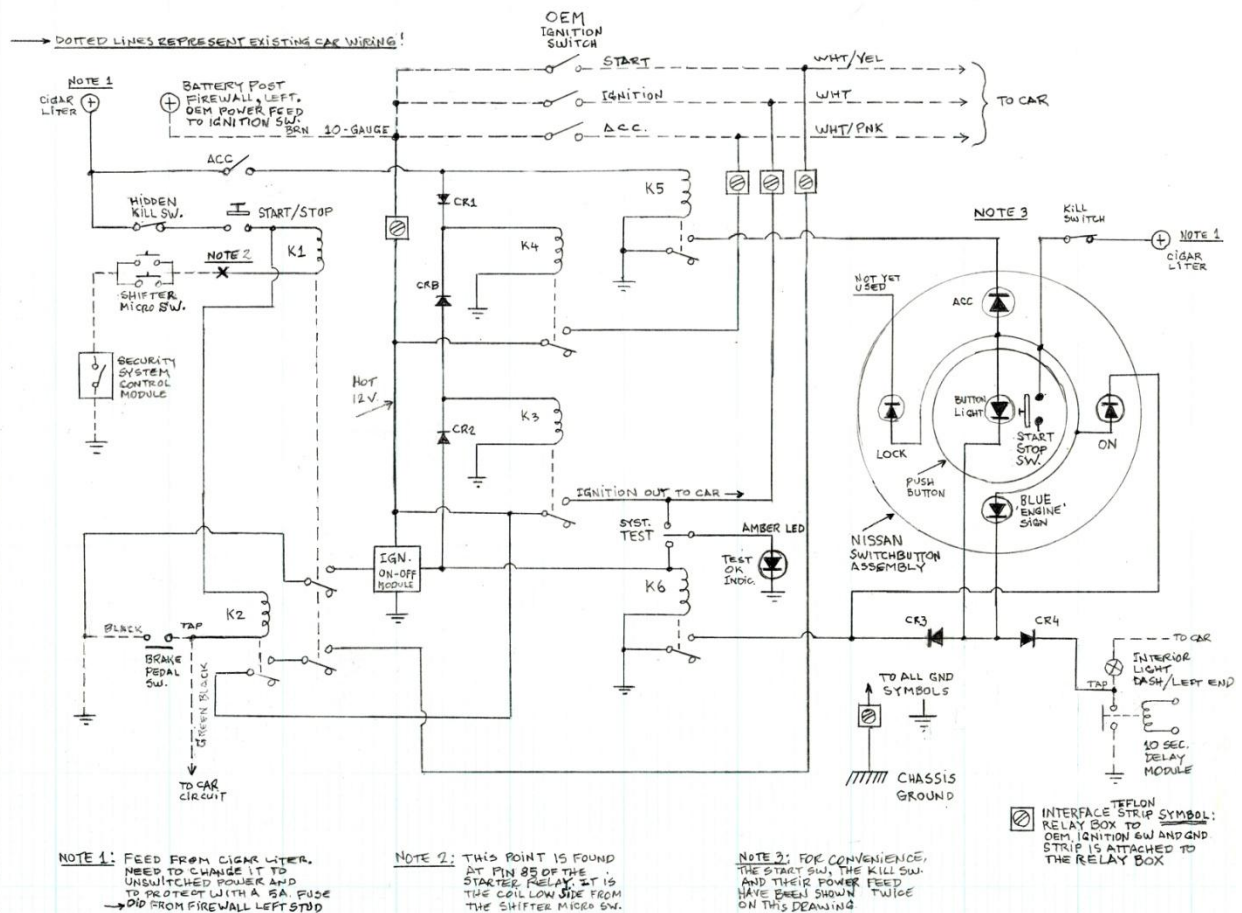 OEM
IGNITION
SWITCH
→ DOTTED LINES REPRESENT EXISTING CAR WIRING!
START
WHT/YEL
NOTE 1
CIGAR
LITER
BATTERY POST
FIREWALL, LEFT.
OEM POWER FEED
TO IGNITION SW.
BRN 10-GAUGE
IGNITION
WHT
TO CAR
ACC.
WHT/PNK
ACC
K5
CR1
HIDDEN
KILL SW.
START/STOP
K1
K4
NOTE 2
SHIFTER
MICRO SW.
CRB
NOTE 3
KILL
SWITCH
NOTE 1
CIGAR
LITER
NOT YET
USED
ACC
SECURITY
SYSTEM
CONTROL
MODULE
HOT
12V.
K3
CR2
BUTTON
LIGHT
START
STOP
SW.
LOCK
ON
PUSH
BUTTON
BLUE
'ENGINE'
SIGN
NISSAN
SWITCHBUTTON
ASSEMBLY
IGNITION OUT TO CAR →
SYST.
TEST
AMBER LED
TEST
OK
INDIC.
IGN.
ON-OFF
MODULE
K6
K2
BLACK
TAP
BRAKE
PEDAL
SW.
GREEN BLACK
TO CAR
CIRCUIT
CR3
CR4
TO CAR
INTERIOR
LIGHT
DASH/LEFT END
TAP
10 SEC.
DELAY
MODULE
TO ALL GND
SYMBOLS
CHASSIS
GROUND
TEFLON
INTERFACE STRIP SYMBOL:
RELAY BOX TO
OEM IGNITION SW AND GND.
STRIP IS ATTACHED TO
THE RELAY BOX
NOTE 1: FEED FROM CIGAR LITER.
NEED TO CHANGE IT TO
UNSWITCHED POWER AND
TO PROTECT WITH A 5A. FUSE
→ DID FROM FIREWALL LEFT STUD
NOTE 2: THIS POINT IS FOUND
AT PIN 85 OF THE
STARTER RELAY. IT IS
THE COIL LOW SIDE FROM
THE SHIFTER MICRO SW.
NOTE 3: FOR CONVENIENCE,
THE START SW, THE KILL SW.
AND THEIR POWER FEED
HAVE BEEN SHOWN TWICE
ON THIS DRAWING